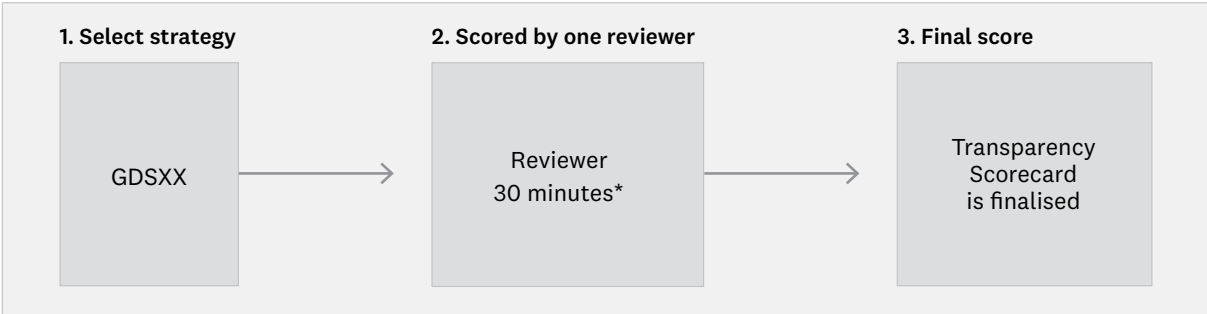 1. Select strategy
2. Scored by one reviewer
3. Final score
GDSXX
Reviewer
30 minutes*
Transparency
Scorecard
is finalised